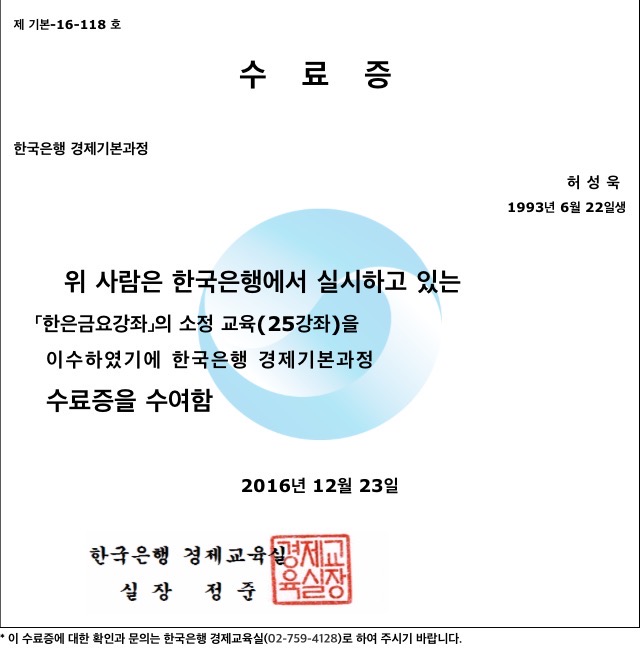 제 기본-16-118 호
수 료 증
한국은행 경제기본과정
허 성 욱
1993년 6월 22일생
위 사람은 한국은행에서 실시하고 있는
「한은금요강좌」의 소정 교육(25강좌)을
이수하였기에 한국은행 경제기본과정
수료증을 수여함
2016년 12월 23일
한국은행 경제교육실
실 장 정 준
경제교
육실장
* 이 수료증에 대한 확인과 문의는 한국은행 경제교육실(02-759-4128)로 하여 주시기 바랍니다.